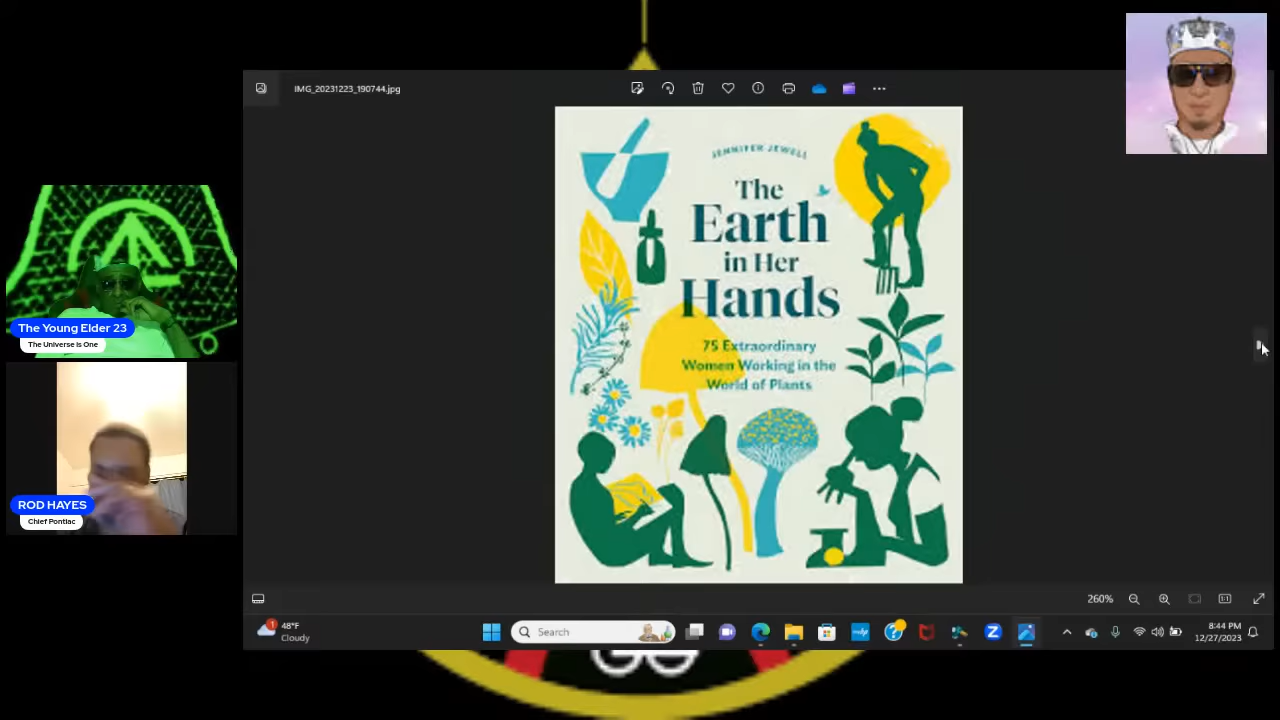 IMG_20231223_190744.jpg
JENNIFER JEWELL
The
Earth
in Her
Hands
75 Extraordinary
Women Working in the
World of Plants
The Young Elder 23
The Universe is One
ROD HAYES
Chief Pontiac
260%
1
48°F
Cloudy
Search
8:44 PM
12/27/2023